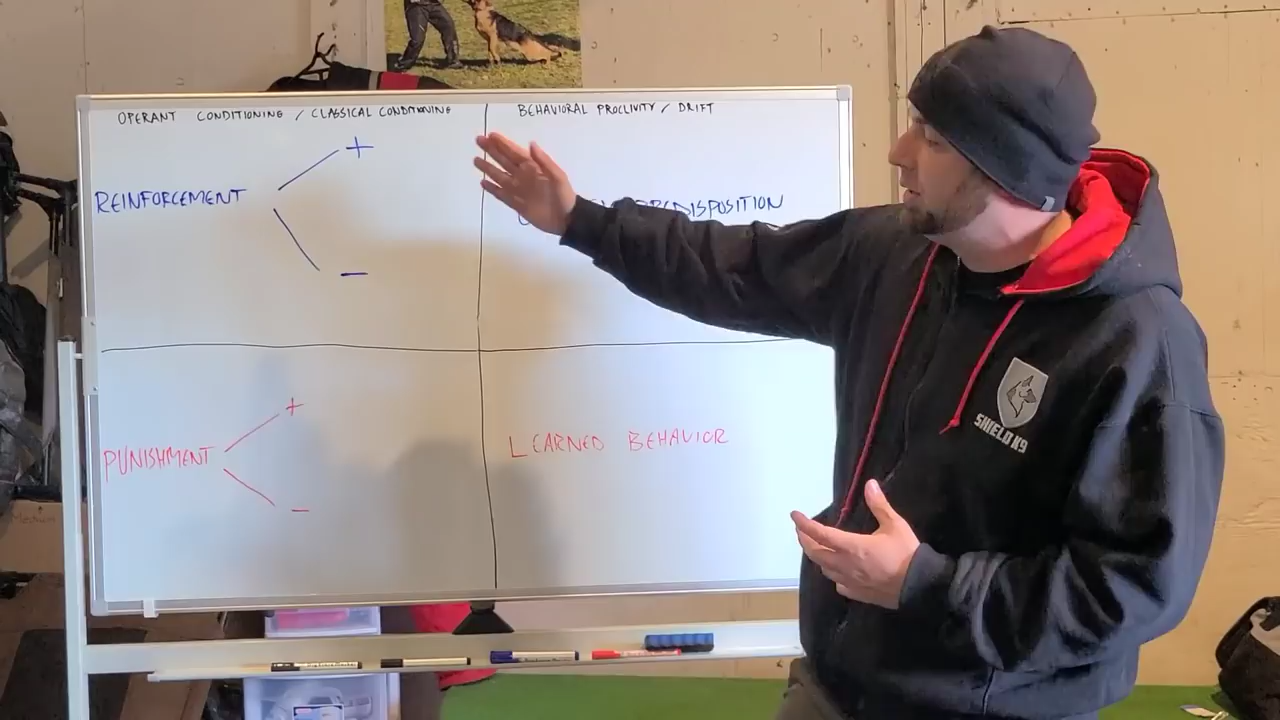 OPERANT CONDITIONING / CLASSICAL CONDITIONING
BEHAVIORAL PROCLIVITY / DRIFT
+
REINFORCEMENT
-
PREDISPOSITION
+
PUNISHMENT
-
LEARNED BEHAVIOR
SHIELD K9